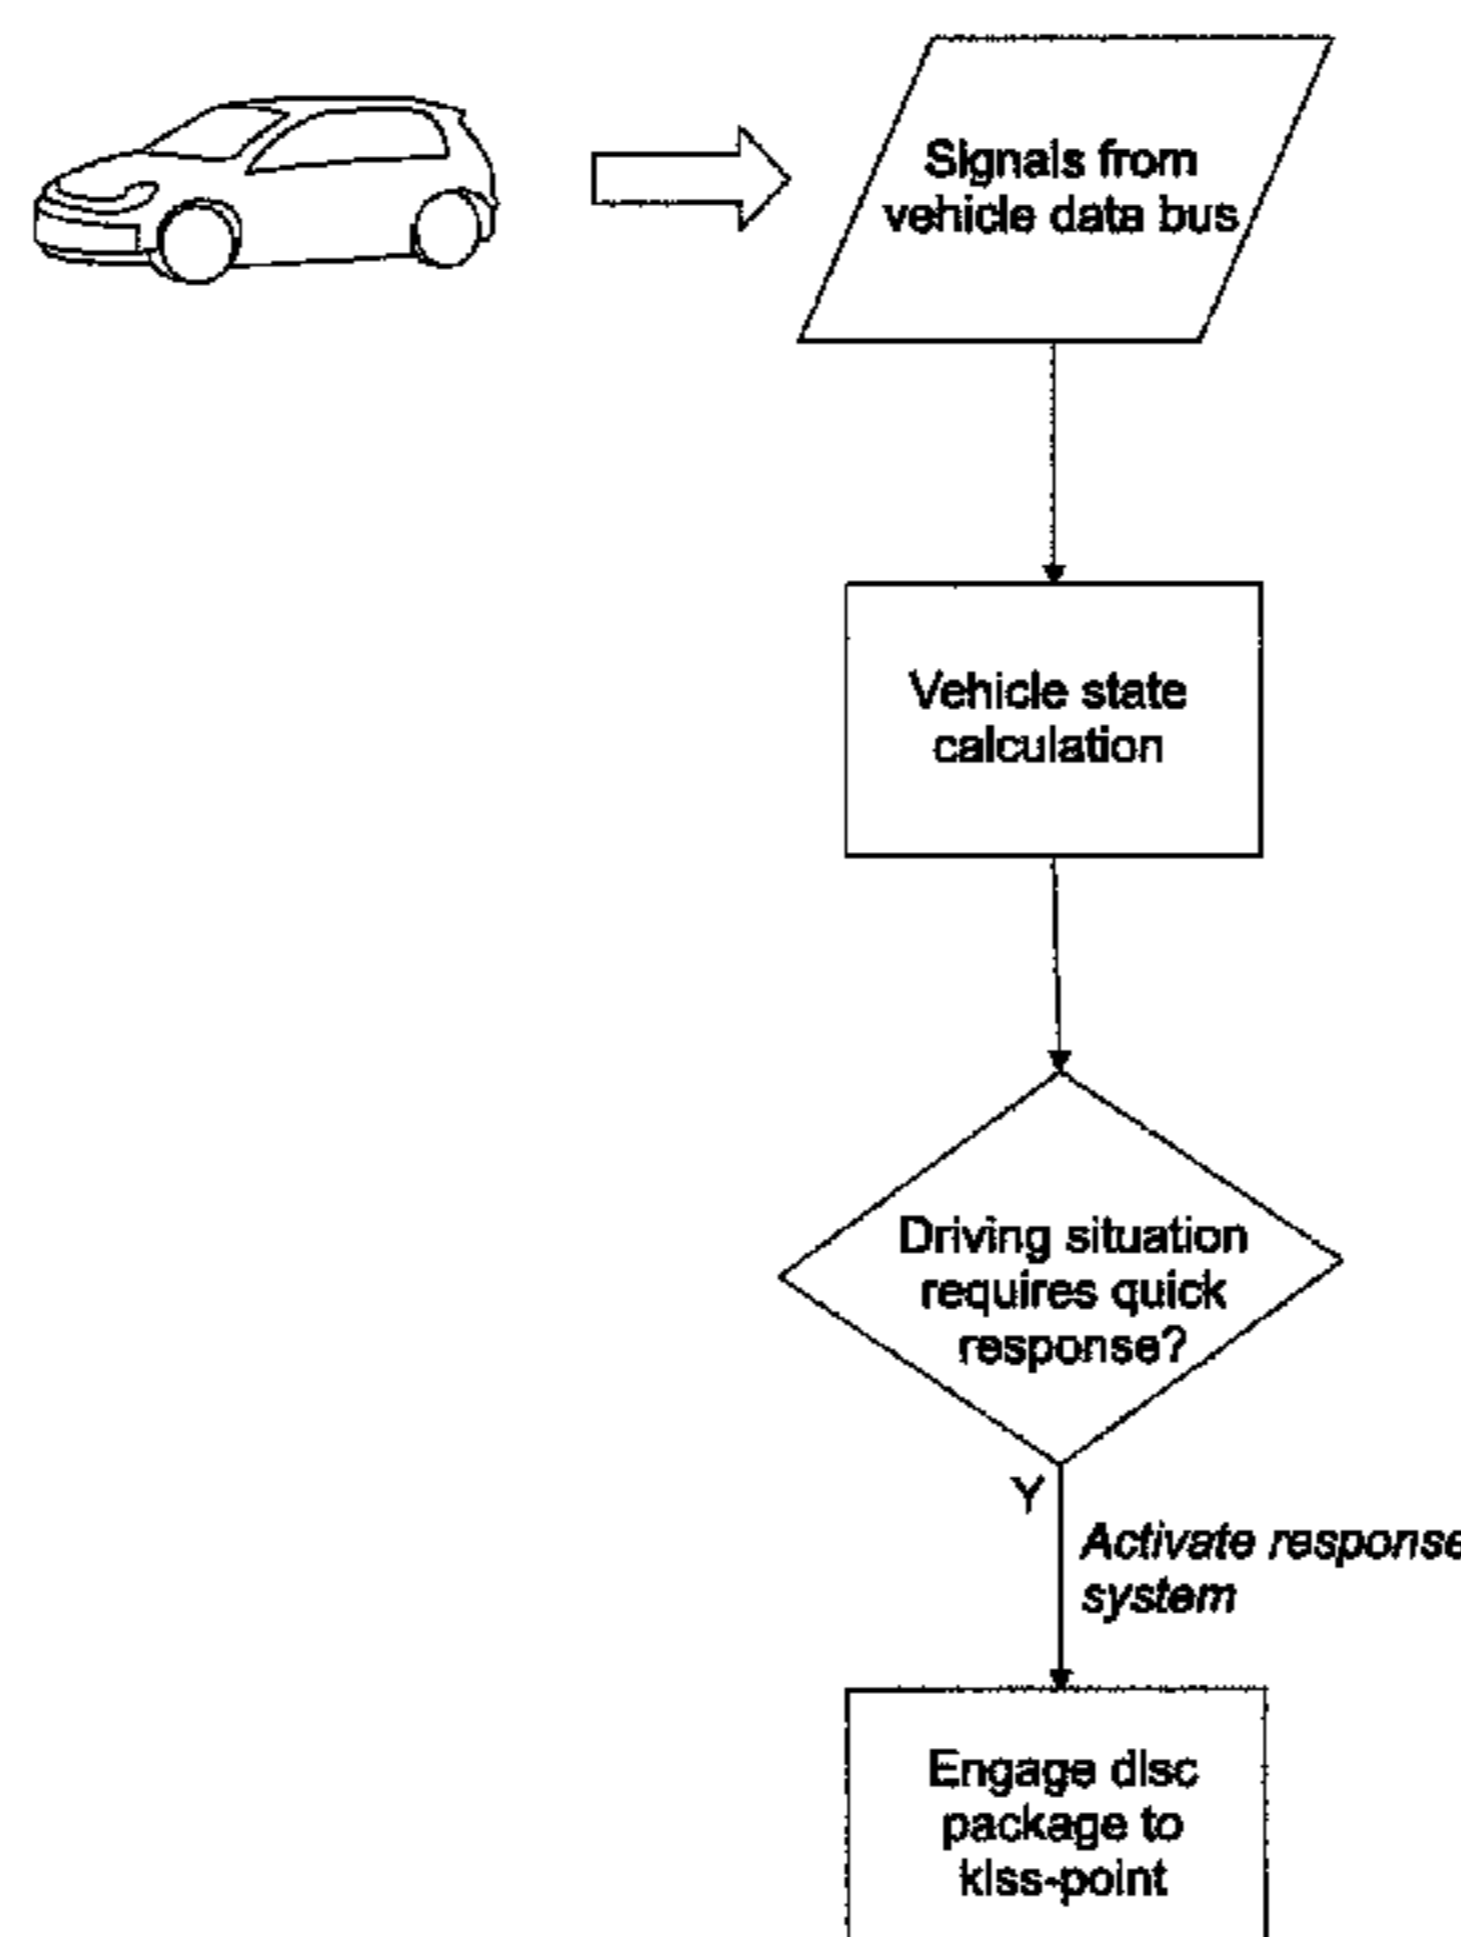 Signals from
vehicle data bus
Vehicle state
calculation
Driving situation
requires quick
response?
Y
Activate response
system
Engage disc
package to
kiss-point